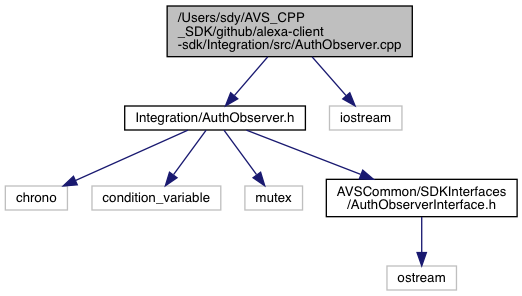 /Users/sdy/AVS_CPP
_SDK/github/alexa-client
-sdk/Integration/src/AuthObserver.cpp
Integration/AuthObserver.h
iostream
chrono
condition_variable
mutex
AVSCommon/SDKInterfaces
/AuthObserverInterface.h
ostream